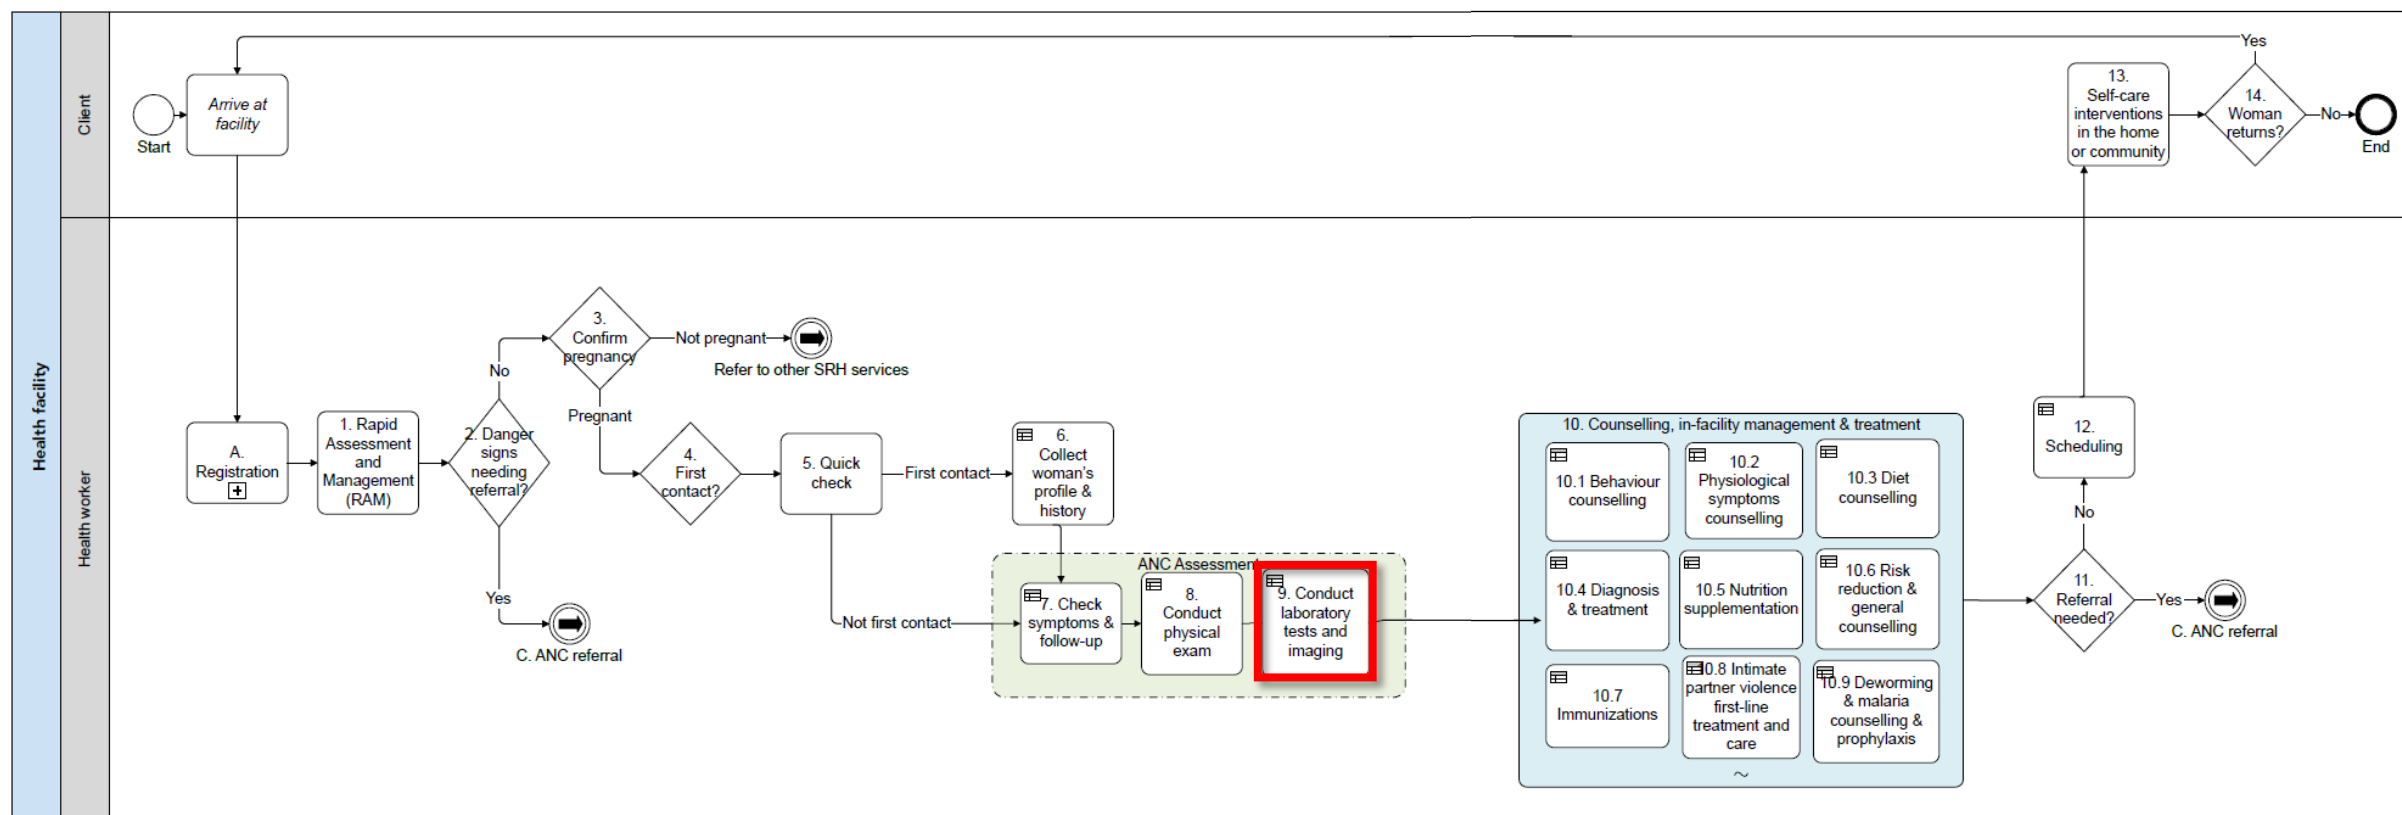 Health facility
Client
Start
Arrive at
facility
13.
Self-care
interventions
in the home
or community
14.
Woman
returns?
Yes
No
End
Health worker
A.
Registration
1. Rapid
Assessment
and
Management
(RAM)
2. Danger
signs
needing
referral?
No
Yes
C. ANC referral
3.
Confirm
pregnancy
Not pregnant
Refer to other SRH services
Pregnant
4.
First
contact?
5. Quick
check
First contact
Not first contact
6.
Collect
woman's
profile &
history
ANC Assessment
7. Check
symptoms &
follow-up
8.
Conduct
physical
exam
9. Conduct
laboratory
tests and
imaging
10. Counselling, in-facility management & treatment
10.1 Behaviour
counselling
10.2
Physiological
symptoms
counselling
10.3 Diet
counselling
10.4 Diagnosis
& treatment
10.5 Nutrition
supplementation
10.6 Risk
reduction &
general
counselling
10.7
Immunizations
10.8 Intimate
partner violence
first-line
treatment and
care
10.9 Deworming
& malaria
counselling &
prophylaxis
~
11.
Referral
needed?
Yes
C. ANC referral
No
12.
Scheduling